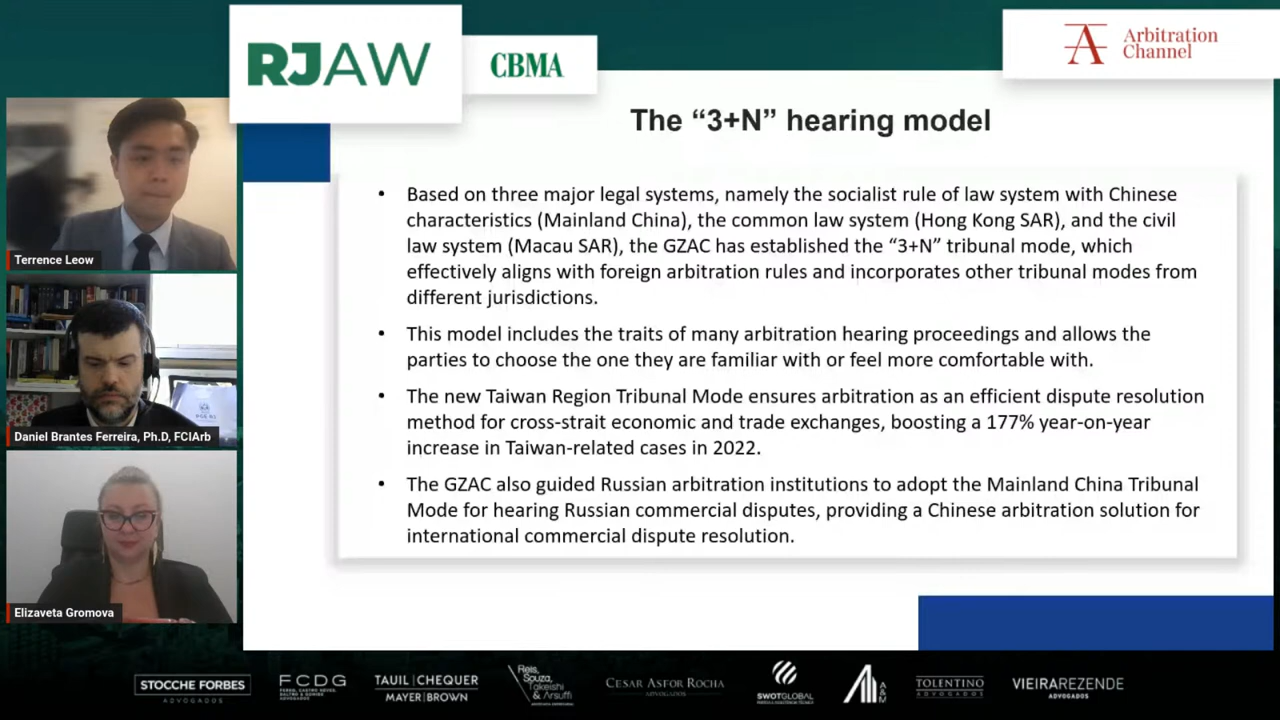 RJAW
CBMA
Arbitration
Channel
The “3+N” hearing model
• Based on three major legal systems, namely the socialist rule of law system with Chinese
characteristics (Mainland China), the common law system (Hong Kong SAR), and the civil
law system (Macau SAR), the GZAC has established the “3+N” tribunal mode, which
effectively aligns with foreign arbitration rules and incorporates other tribunal modes from
different jurisdictions.
• This model includes the traits of many arbitration hearing proceedings and allows the
parties to choose the one they are familiar with or feel more comfortable with.
• The new Taiwan Region Tribunal Mode ensures arbitration as an efficient dispute resolution
method for cross-strait economic and trade exchanges, boosting a 177% year-on-year
increase in Taiwan-related cases in 2022.
• The GZAC also guided Russian arbitration institutions to adopt the Mainland China Tribunal
Mode for hearing Russian commercial disputes, providing a Chinese arbitration solution for
international commercial dispute resolution.
Terrence Leow
Daniel Brantes Ferreira, Ph.D, FCIArb
Elizaveta Gromova
STOCCHE FORBES
ADVOGADOS
FCDG
ADVOGADOS
TAUIL | CHEQUER
MAYER | BROWN
Reis,
Souza,
Takeishi
& Arsuffi
CESAR ASFOR ROCHA
ADVOGADOS
SWOTGLOBAL
A&M
TOLENTINO
ADVOGADOS
VIEIRAREZENDE
ADVOGADOS